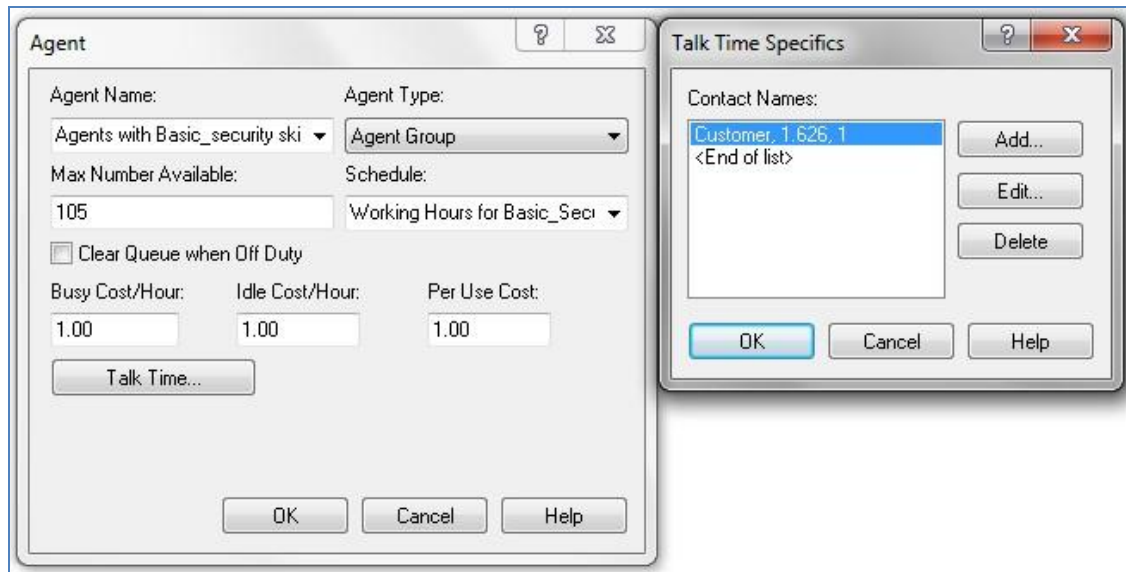 Agent
Agent Name:
Agent Type:
Agents with Basic_security ski
Agent Group
Max Number Available:
Schedule:
105
Working Hours for Basic_Sec
Clear Queue when Off Duty
Busy Cost/Hour:
Idle Cost/Hour:
Per Use Cost:
1.00
1.00
1.00
Talk Time...
OK
Cancel
Help
Talk Time Specifics
Contact Names:
Customer, 1.626, 1
<End of list>
Add...
Edit...
Delete
OK
Cancel
Help